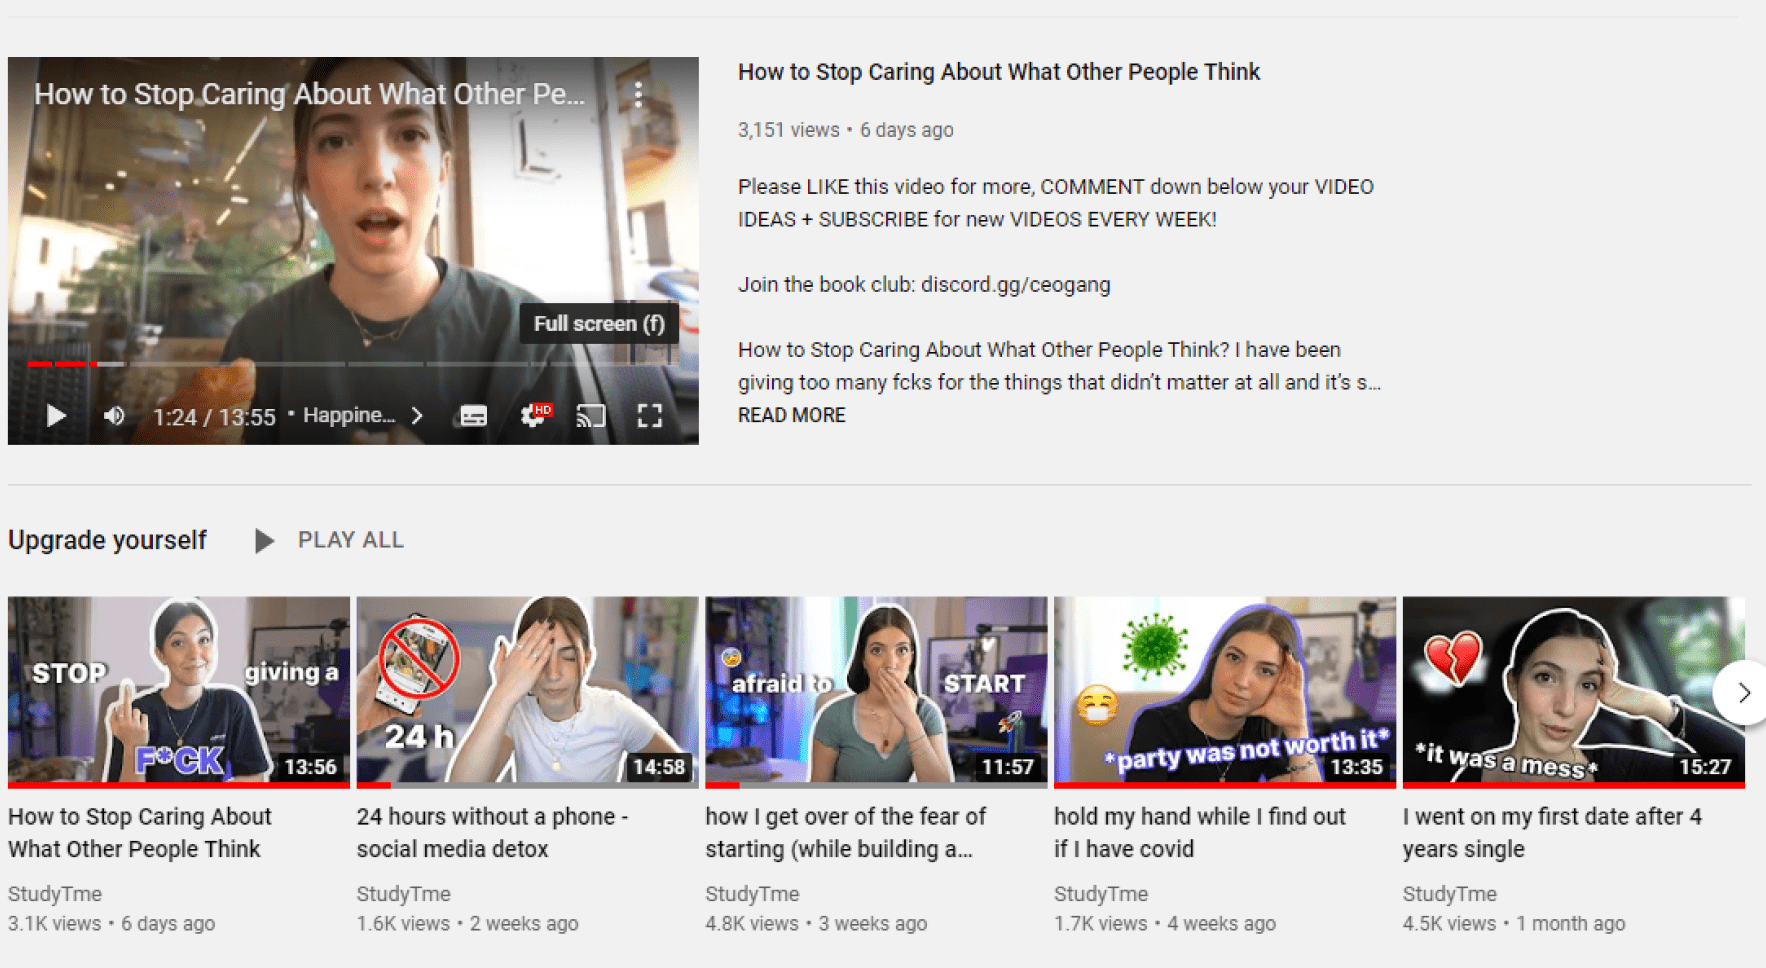 How to Stop Caring About What Other Pe...
Full screen (f)
1:24 / 13:55 • Happine...
HD
How to Stop Caring About What Other People Think
3,151 views • 6 days ago
Please LIKE this video for more, COMMENT down below your VIDEO
IDEAS + SUBSCRIBE for new VIDEOS EVERY WEEK!
Join the book club: discord.gg/ceogang
How to Stop Caring About What Other People Think? I have been
giving too many fcks for the things that didn’t matter at all and it’s s...
READ MORE
Upgrade yourself
PLAY ALL
STOP giving a
F*CK
13:56
How to Stop Caring About
What Other People Think
StudyTme
3.1K views • 6 days ago
24 h
14:58
24 hours without a phone -
social media detox
StudyTme
1.6K views • 2 weeks ago
afraid to START
11:57
how I get over of the fear of
starting (while building a...
StudyTme
4.8K views • 3 weeks ago
*party was not worth it*
13:35
hold my hand while I find out
if I have covid
StudyTme
1.7K views • 4 weeks ago
*it was a mess*
15:27
I went on my first date after 4
years single
StudyTme
4.5K views • 1 month ago